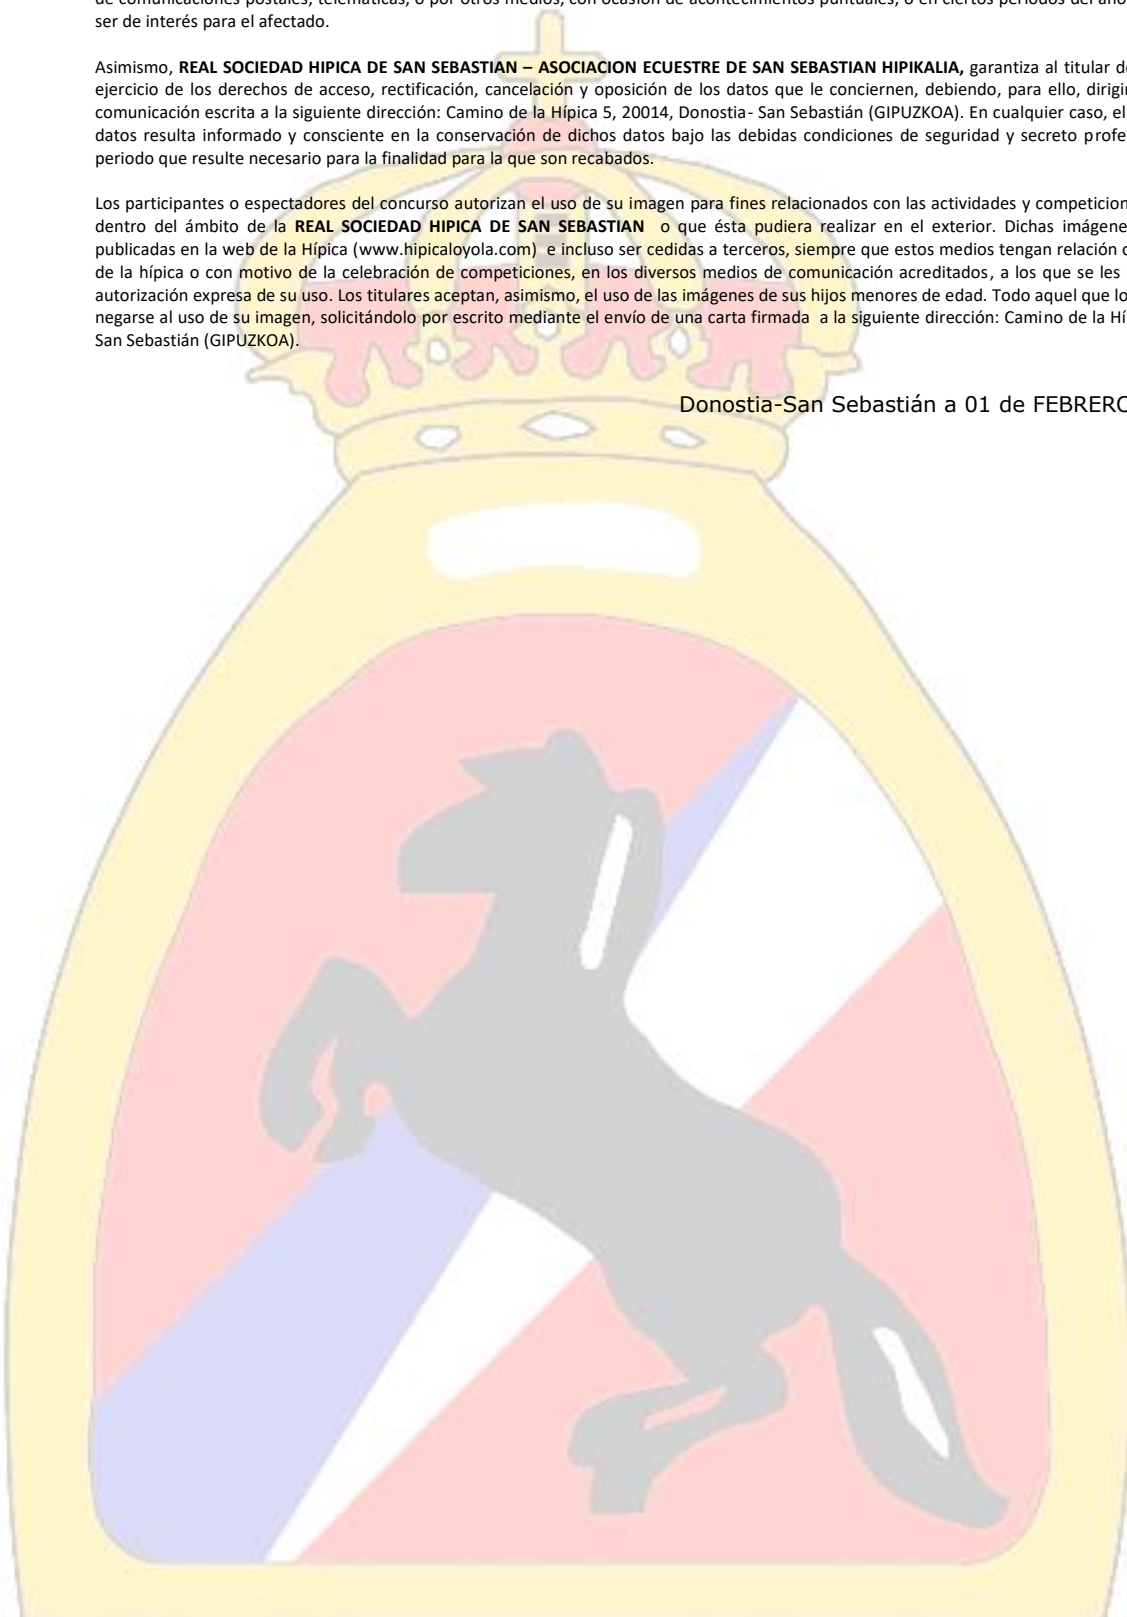 de comunicaciones postales, telemáticas, o por otros medios, con ocasión de acontecimientos puntuales, o en ciertos periodos del año
ser de interés para el afectado.
Asimismo, REAL SOCIEDAD HIPICA DE SAN SEBASTIAN – ASOCIACION ECUESTRE DE SAN SEBASTIAN HIPIKALIA, garantiza al titular de
ejercicio de los derechos de acceso, rectificación, cancelación y oposición de los datos que le conciernen, debiendo, para ello, dirigir
comunicación escrita a la siguiente dirección: Camino de la Hípica 5, 20014, Donostia- San Sebastián (GIPUZKOA). En cualquier caso, el
datos resulta informado y consciente en la conservación de dichos datos bajo las debidas condiciones de seguridad y secreto profe
periodo que resulte necesario para la finalidad para la que son recabados.
Los participantes o espectadores del concurso autorizan el uso de su imagen para fines relacionados con las actividades y competicion
dentro del ámbito de la REAL SOCIEDAD HIPICA DE SAN SEBASTIAN o que ésta pudiera realizar en el exterior. Dichas imágene
publicadas en la web de la Hípica (www.hipicaloyola.com) e incluso ser cedidas a terceros, siempre que estos medios tengan relación
de la hípica o con motivo de la celebración de competiciones, en los diversos medios de comunicación acreditados, a los que se les
autorización expresa de su uso. Los titulares aceptan, asimismo, el uso de las imágenes de sus hijos menores de edad. Todo aquel que lo
negarse al uso de su imagen, solicitándolo por escrito mediante el envío de una carta firmada a la siguiente dirección: Camino de la Hí
San Sebastián (GIPUZKOA).
Donostia-San Sebastián a 01 de FEBRERO